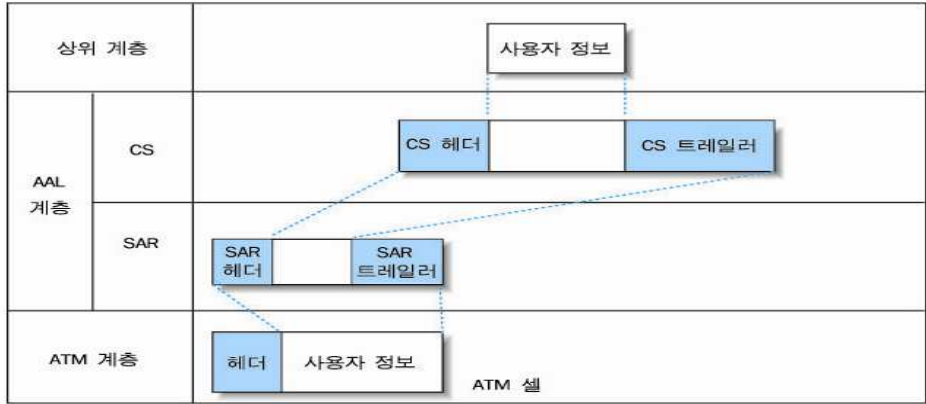 상위 계층
사용자 정보
AAL
계층
CS
CS 헤더
CS 트레일러
SAR
SAR
헤더
SAR
트레일러
ATM 계층
헤더
사용자 정보
ATM 셀